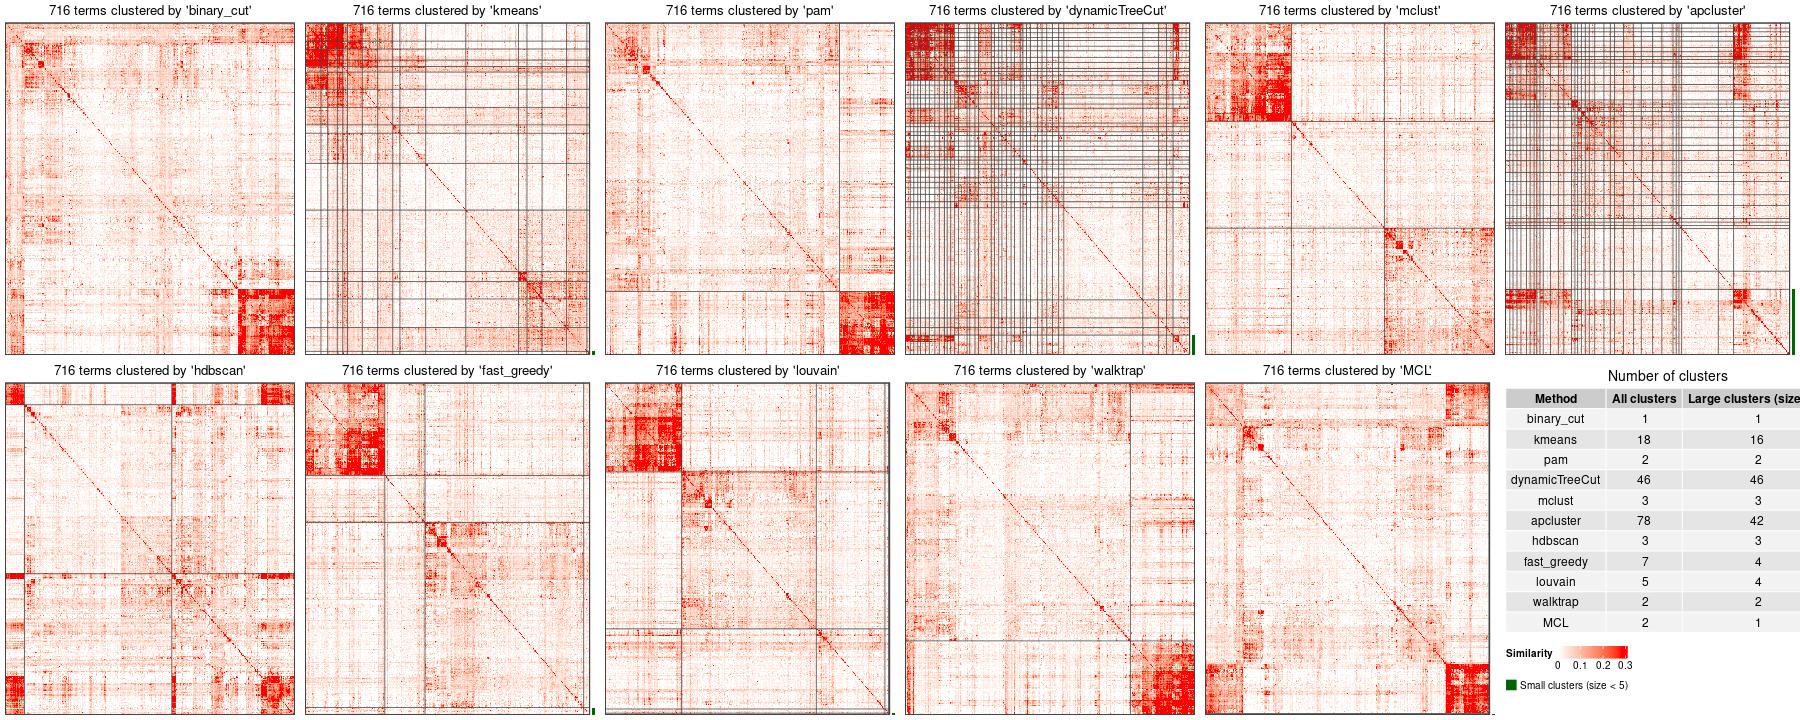 716 terms clustered by 'binary_cut'
716 terms clustered by 'kmeans'
716 terms clustered by 'pam'
716 terms clustered by 'dynamicTreeCut'
716 terms clustered by 'mclust'
716 terms clustered by 'apcluster'
716 terms clustered by 'hdbscan'
716 terms clustered by 'fast_greedy'
716 terms clustered by 'louvain'
716 terms clustered by 'walktrap'
716 terms clustered by 'MCL'
Number of clusters
Method All clusters Large clusters (size
binary_cut 1 1
kmeans 18 16
pam 2 2
dynamicTreeCut 46 46
mclust 3 3
apcluster 78 42
hdbscan 3 3
fast_greedy 7 4
louvain 5 4
walktrap 2 2
MCL 2 1
Similarity
0 0.1 0.2 0.3
Small clusters (size < 5)